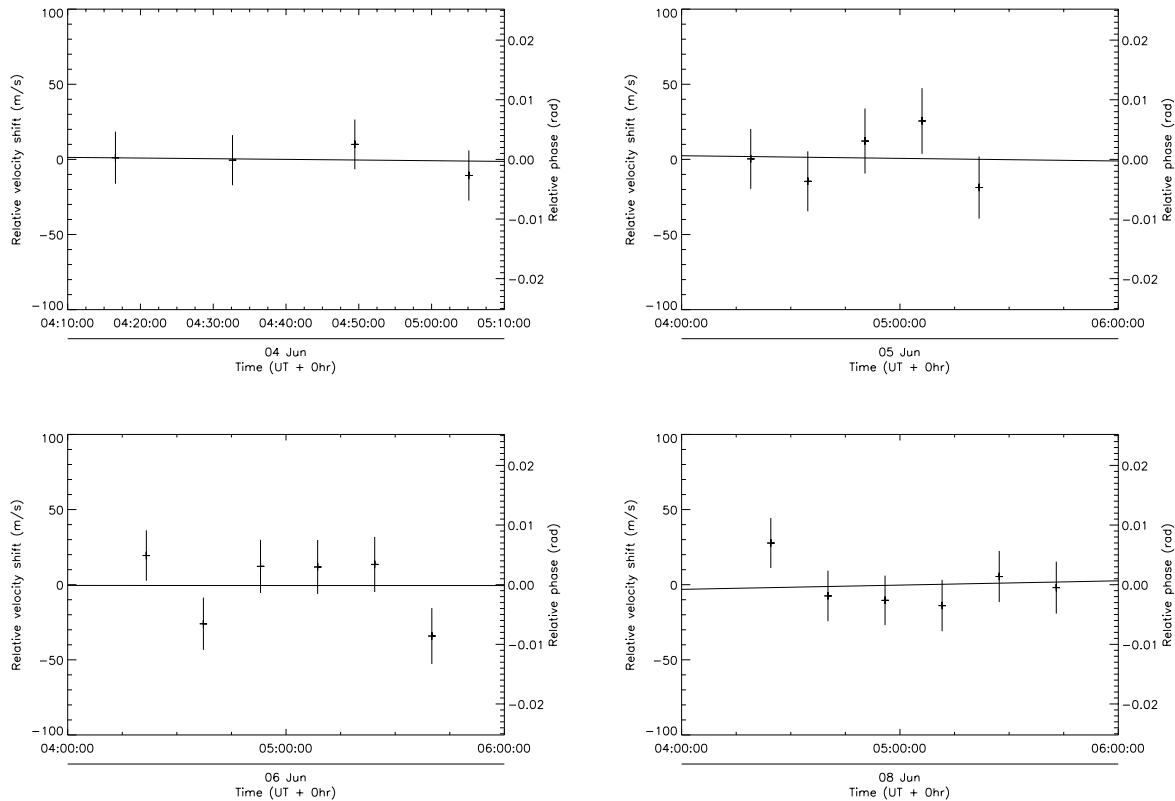 100
50
0
−50
−100
Relative velocity shift (m/s)
0.02
0.01
0.00
−0.01
−0.02
Relative phase (rad)
04:10:00 04:20:00 04:30:00 04:40:00 04:50:00 05:00:00 05:10:00
04 Jun
Time (UT + 0hr)
100
50
0
−50
−100
Relative velocity shift (m/s)
0.02
0.01
0.00
−0.01
−0.02
Relative phase (rad)
04:00:00 05:00:00 06:00:00
05 Jun
Time (UT + 0hr)
100
50
0
−50
−100
Relative velocity shift (m/s)
0.02
0.01
0.00
−0.01
−0.02
Relative phase (rad)
04:00:00 05:00:00 06:00:00
06 Jun
Time (UT + 0hr)
100
50
0
−50
−100
Relative velocity shift (m/s)
0.02
0.01
0.00
−0.01
−0.02
Relative phase (rad)
04:00:00 05:00:00 06:00:00
08 Jun
Time (UT + 0hr)